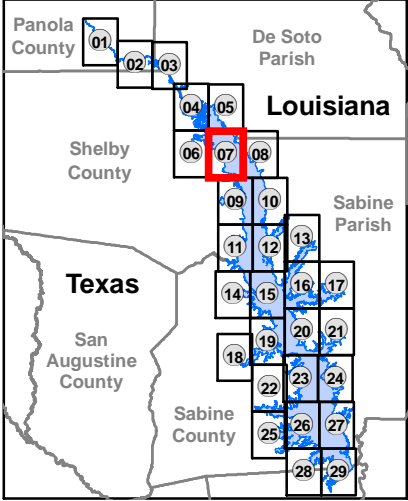 Panola
County
01
02
03
De Soto
Parish
04
05
Louisiana
06
07
08
Shelby
County
09
10
Sabine
Parish
11
12
13
Texas
14
15
16
17
18
19
20
21
San
Augustine
County
22
23
24
Sabine
County
25
26
27
28
29